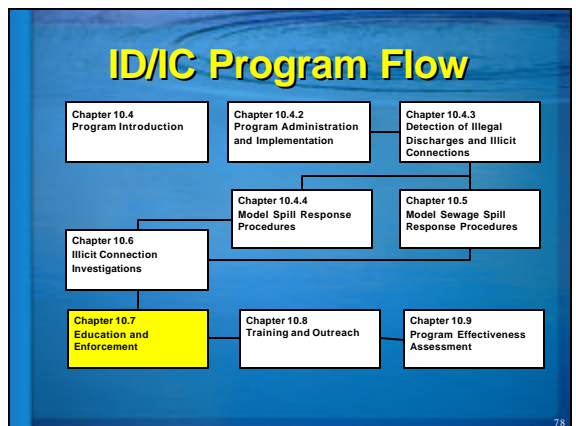 ID/IC Program Flow
Chapter 10.4
Program Introduction
Chapter 10.4.2
Program Administration
and Implementation
Chapter 10.4.3
Detection of Illegal
Discharges and Illicit
Connections
Chapter 10.4.4
Model Spill Response
Procedures
Chapter 10.5
Model Sewage Spill
Response Procedures
Chapter 10.6
Illicit Connection
Investigations
Chapter 10.7
Education and
Enforcement
Chapter 10.8
Training and Outreach
Chapter 10.9
Program Effectiveness
Assessment
78